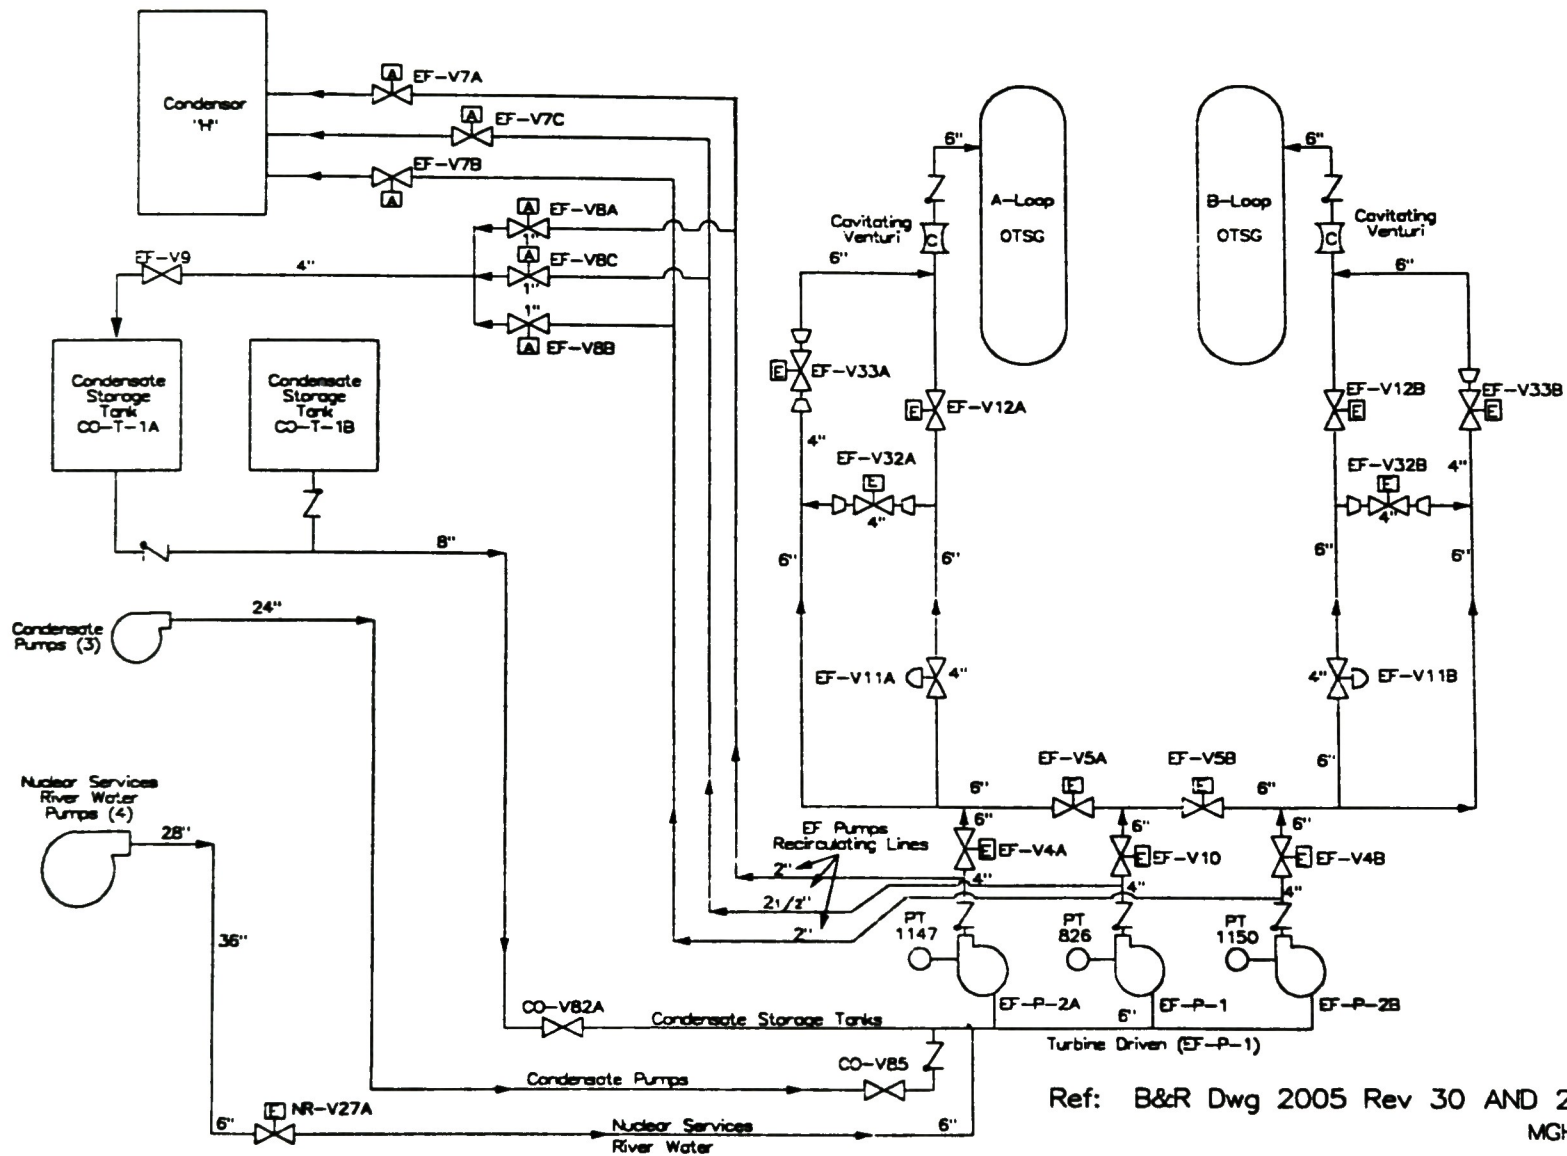 Condensor
"H"
A
EF-V7A
A
EF-V7C
EF-V7B
A
A
EF-V8A
1"
A
EF-V8C
1"
1"
A
EF-V8B
EF-V9
4"
Condensate
Storage
Tank
CO-T-1A
Condensate
Storage
Tank
CO-T-1B
8"
24"
Condensate
Pumps (3)
Nuclear Services
River Water
Pumps (4)
28"
36"
6"
E
NR-V27A
6"
A-Loop
OTSG
6"
Cavitating
Venturi
C
6"
B-Loop
OTSG
6"
Cavitating
Venturi
C
6"
E
EF-V33A
E
EF-V12A
4"
EF-V32A
E
4"
6"
6"
EF-V12B
E
EF-V33B
E
4"
EF-V32B
E
4"
6"
6"
EF-V11A
4"
4"
EF-V11B
6"
EF-V5A
E
6"
EF-V5B
E
6"
6"
6"
6"
E
EF-V4A
E
EF-V10
E
EF-V4B
4"
4"
4"
EF Pumps
Recirculating Lines
2"
2 1/2"
2"
PT
1147
PT
826
PT
1150
EF-P-2A
EF-P-1
EF-P-2B
6"
CO-V82A
Condensate Storage Tanks
Turbine Driven (EF-P-1)
CO-V85
Condensate Pumps
Nuclear Services
River Water
Ref: B&R Dwg 2005 Rev 30 AND 2